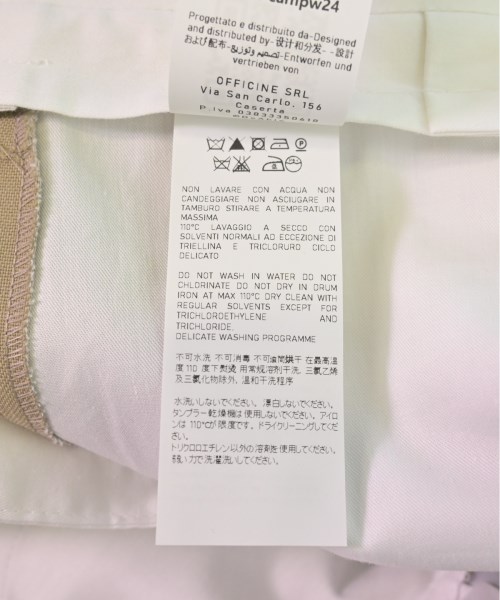 Progettato e distribuito da-Designed
and distributed by-设计和分发- -設計
および配布-تصميم وتوزيع-Entworfen und
vertrieben von
OFFICINE SRL
Via San Carlo, 156
Caserta
NON LAVARE CON ACQUA NON
CANDEGGIARE NON ASCIUGARE IN
TAMBURO STIRARE A TEMPERATURA
MASSIMA
110°C LAVAGGIO A SECCO CON
SOLVENTI NORMALI AD ECCEZIONE DI
TRIELLINA E TRICLORURO CICLO
DELICATO
DO NOT WASH IN WATER DO NOT
CHLORINATE DO NOT DRY IN DRUM
IRON AT MAX 110°C DRY CLEAN WITH
REGULAR SOLVENTS EXCEPT FOR
TRICHLOROETHYLENE AND
TRICHLORIDE.
DELICATE WASHING PROGRAMME
不可水洗 不可消毒 不可滚筒烘干 在最高温
度 110 度下熨烫 用常规溶剂干洗, 三氯乙烯
及三氯化物除外, 温和干洗程序
水洗いしないでください。漂白しないでください。
タンブラー乾燥機は使用しないでください。アイロ
ンは 110℃が限度です。ドライクリーニングしてくだ
さい。
トリクロロエチレン以外の溶剤を使用してください。
弱い力で洗濯洗いしてください。